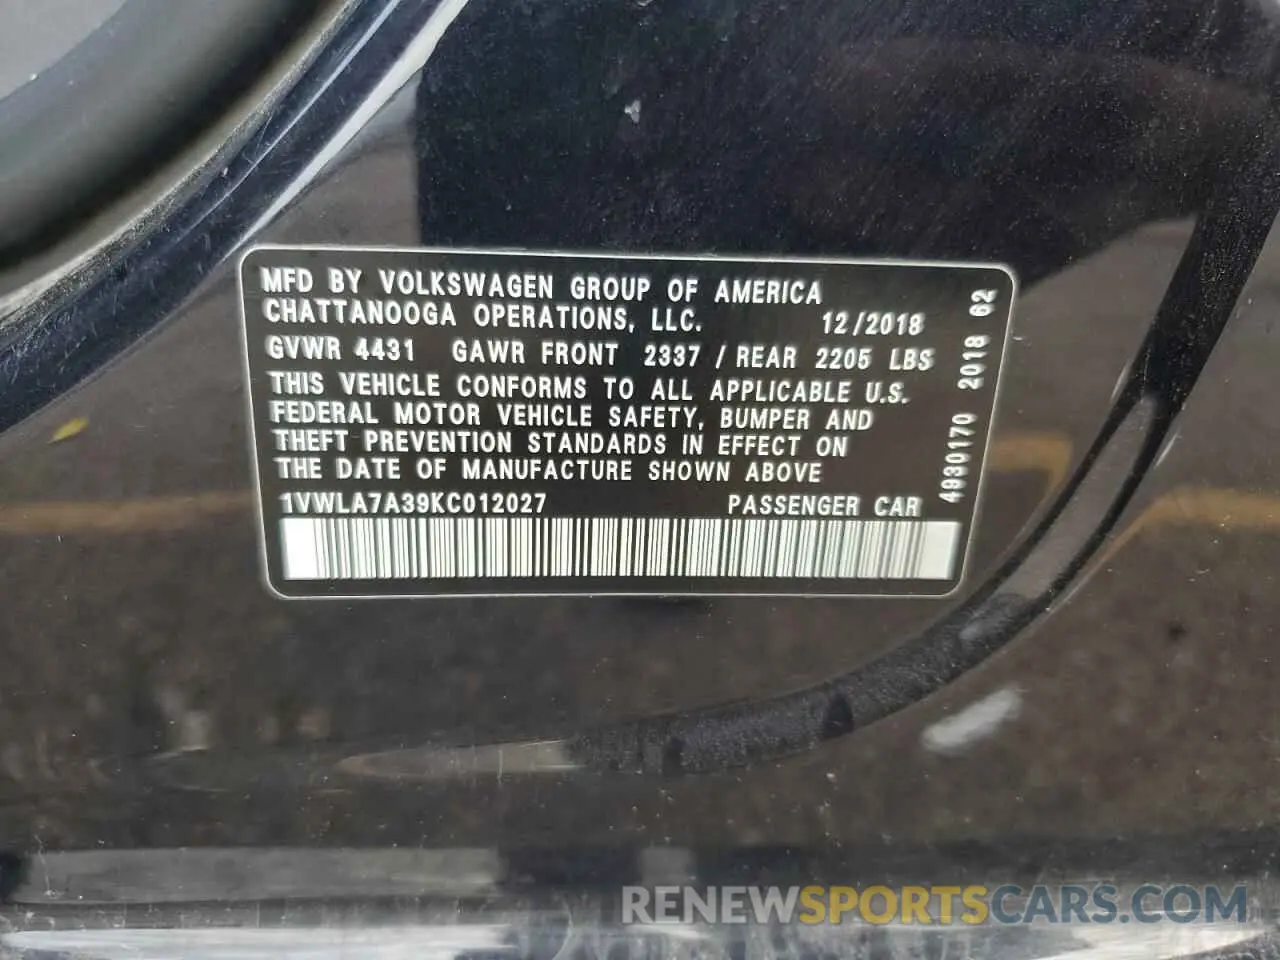 MFD BY VOLKSWAGEN GROUP OF AMERICA
CHATTANOOGA OPERATIONS, LLC. 12/2018
GVWR 4431 GAWR FRONT 2337 / REAR 2205 LBS
THIS VEHICLE CONFORMS TO ALL APPLICABLE U.S.
FEDERAL MOTOR VEHICLE SAFETY, BUMPER AND
THEFT PREVENTION STANDARDS IN EFFECT ON
THE DATE OF MANUFACTURE SHOWN ABOVE
1VWLA7A39KC012027 PASSENGER CAR
4930170 2018 62
RENEWSPORTSCARS.COM